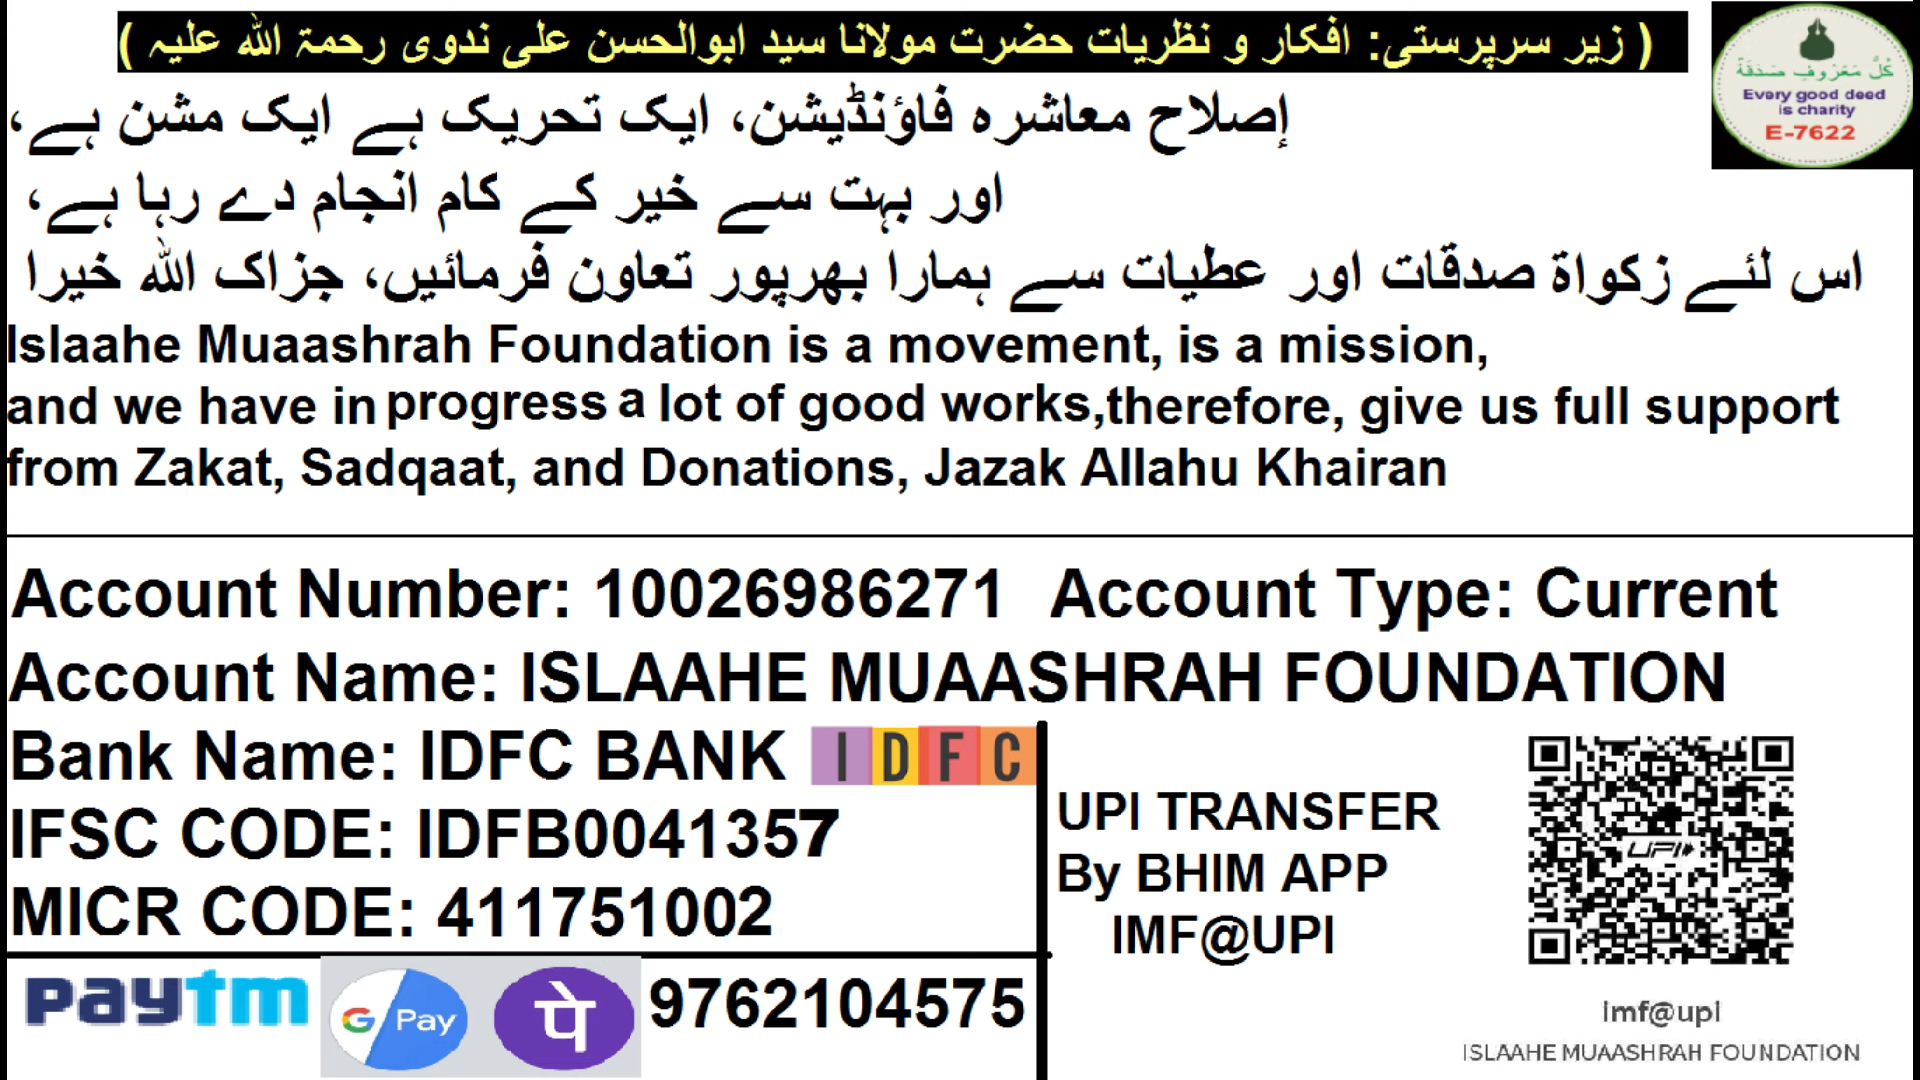 ( زیر سرپرستی: افکار و نظریات حضرت مولانا سید ابوالحسن علی ندوی رحمۃ اللہ علیہ )
كُلُّ مَعْرُوفٍ صَدَقَةٌ
Every good deed
is charity
E-7622
إصلاح معاشرہ فاؤنڈیشن، ایک تحریک ہے ایک مشن ہے،
اور بہت سے خیر کے کام انجام دے رہا ہے،
اس لئے زکواۃ صدقات اور عطیات سے ہمارا بھرپور تعاون فرمائیں، جزاک اللہ خیرا
Islaahe Muaashrah Foundation is a movement, is a mission,
and we have in progress a lot of good works,therefore, give us full support
from Zakat, Sadqaat, and Donations, Jazak Allahu Khairan
Account Number: 10026986271 Account Type: Current
Account Name: ISLAAHE MUAASHRAH FOUNDATION
Bank Name: IDFC BANK IDFC
IFSC CODE: IDFB0041357
MICR CODE: 411751002
paytm G Pay पे 9762104575
UPI TRANSFER
By BHIM APP
IMF@UPI
UPI
imf@upi
ISLAAHE MUAASHRAH FOUNDATION